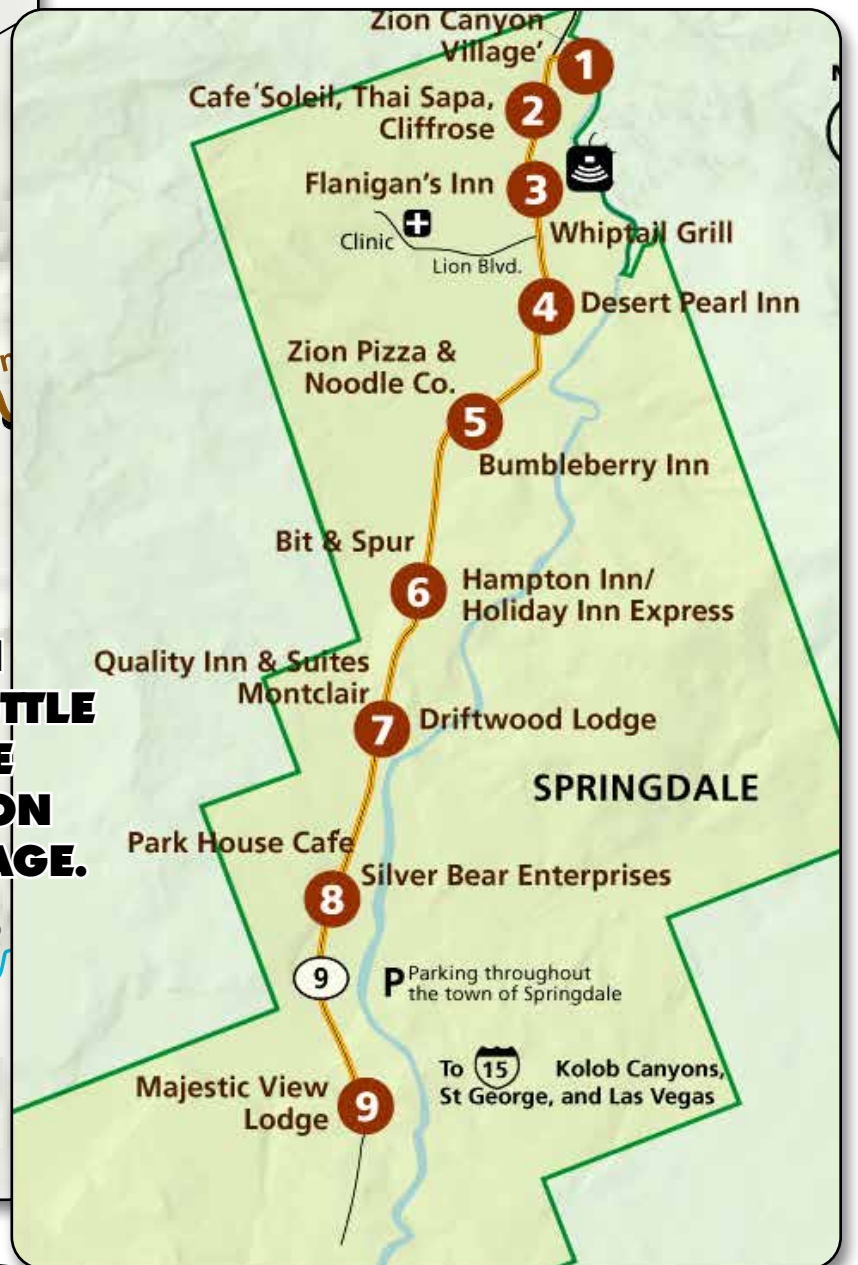 Zion Canyon
Village'
1
Cafe´Soleil, Thai Sapa,
Cliffrose
2
Flanigan's Inn
3
Whiptail Grill
Clinic
Lion Blvd.
4
Desert Pearl Inn
Zion Pizza &
Noodle Co.
5
Bumbleberry Inn
Bit & Spur
6
Hampton Inn/
Holiday Inn Express
Quality Inn & Suites
Montclair
7
Driftwood Lodge
SPRINGDALE
TTLE
E
ON
AGE.
Park House Cafe
8
Silver Bear Enterprises
9
P Parking throughout
the town of Springdale
To 15 Kolob Canyons,
St George, and Las Vegas
Majestic View
Lodge
9